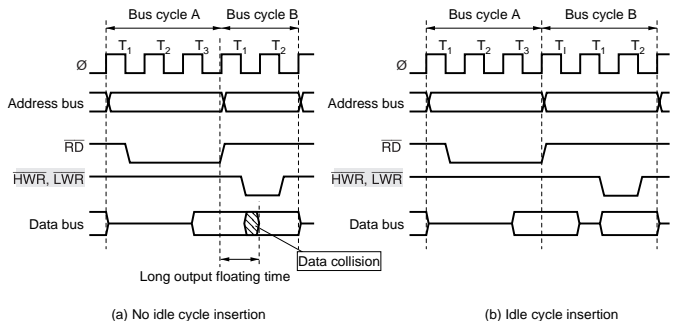 Bus cycle A Bus cycle B
T1 T2 T3 T1 T2
Ø
Address bus
RD
HWR, LWR
Data bus
Data collision
Long output floating time
(a) No idle cycle insertion
Bus cycle A Bus cycle B
T1 T2 T3 TI T1 T2
Ø
Address bus
RD
HWR, LWR
Data bus
(b) Idle cycle insertion